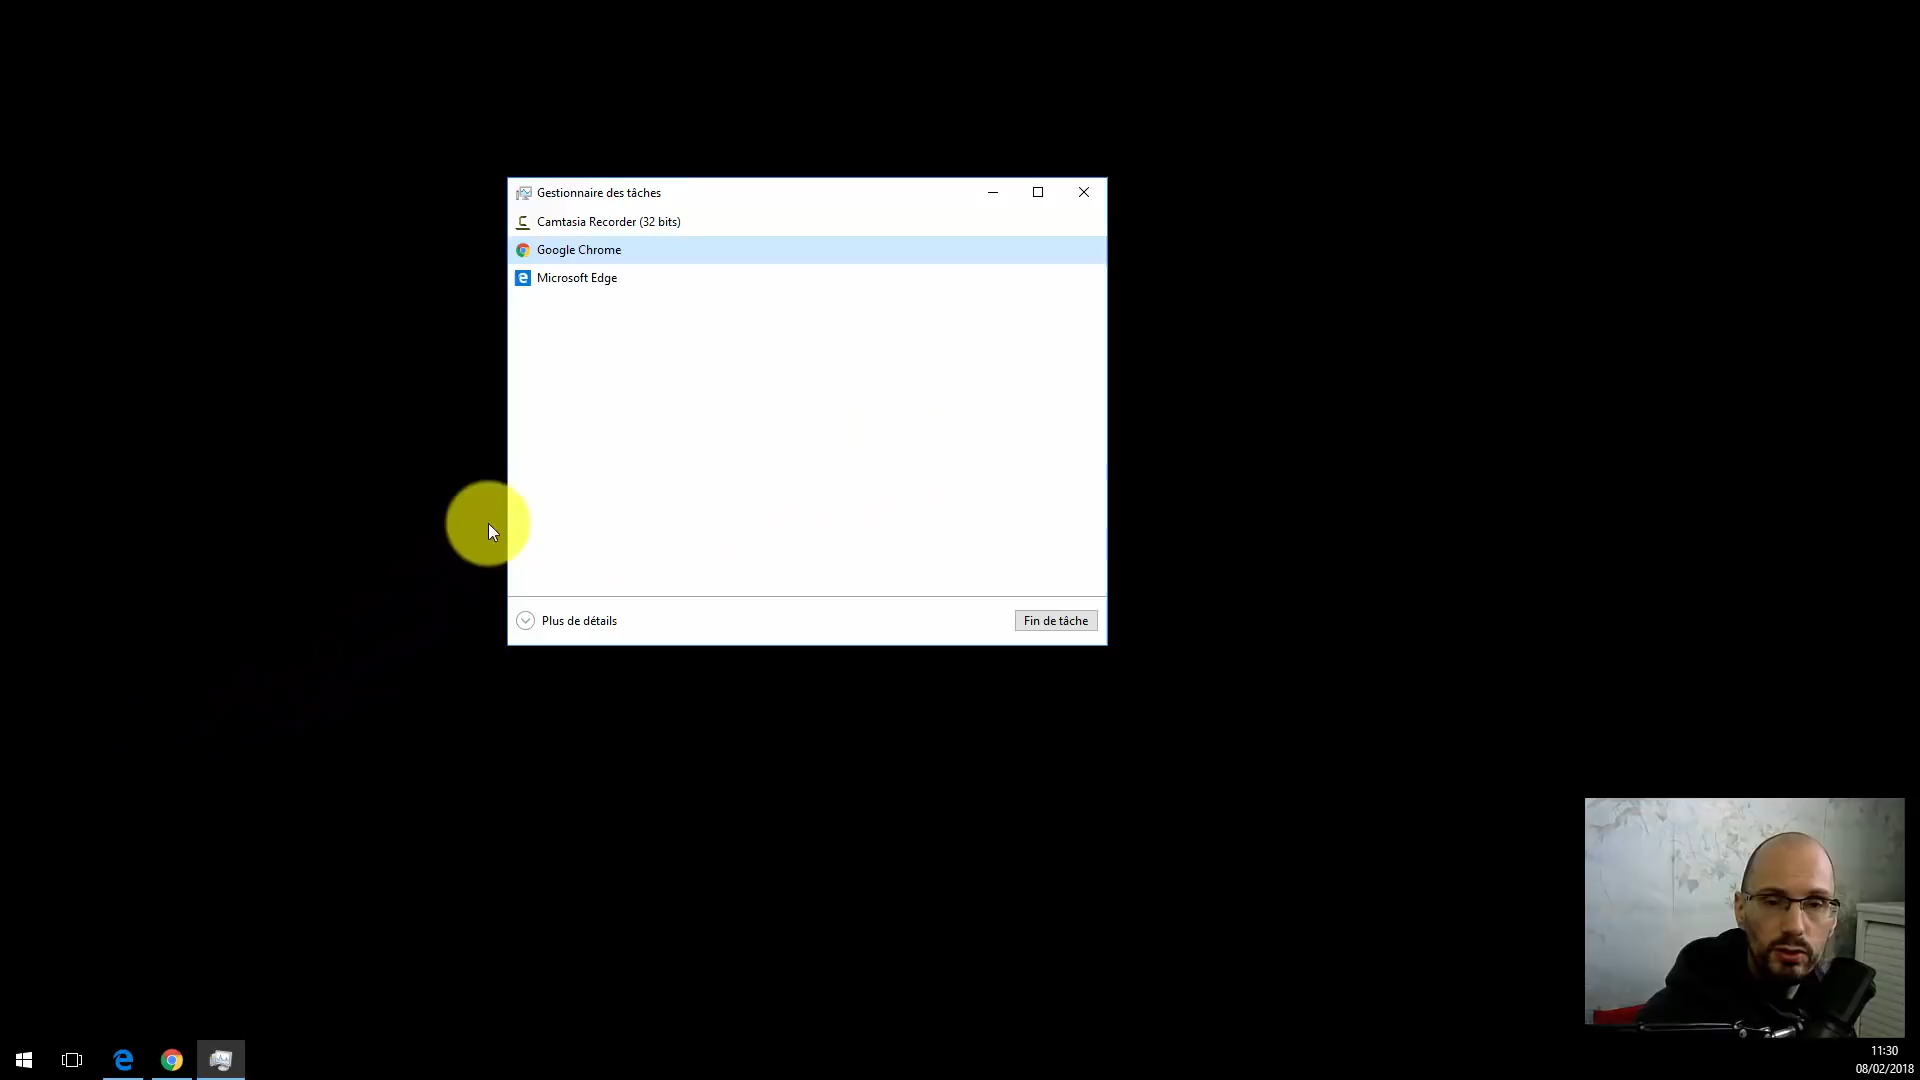 Gestionnaire des tâches
Camtasia Recorder (32 bits)
Google Chrome
Microsoft Edge
Plus de détails
Fin de tâche
11:30
08/02/2018